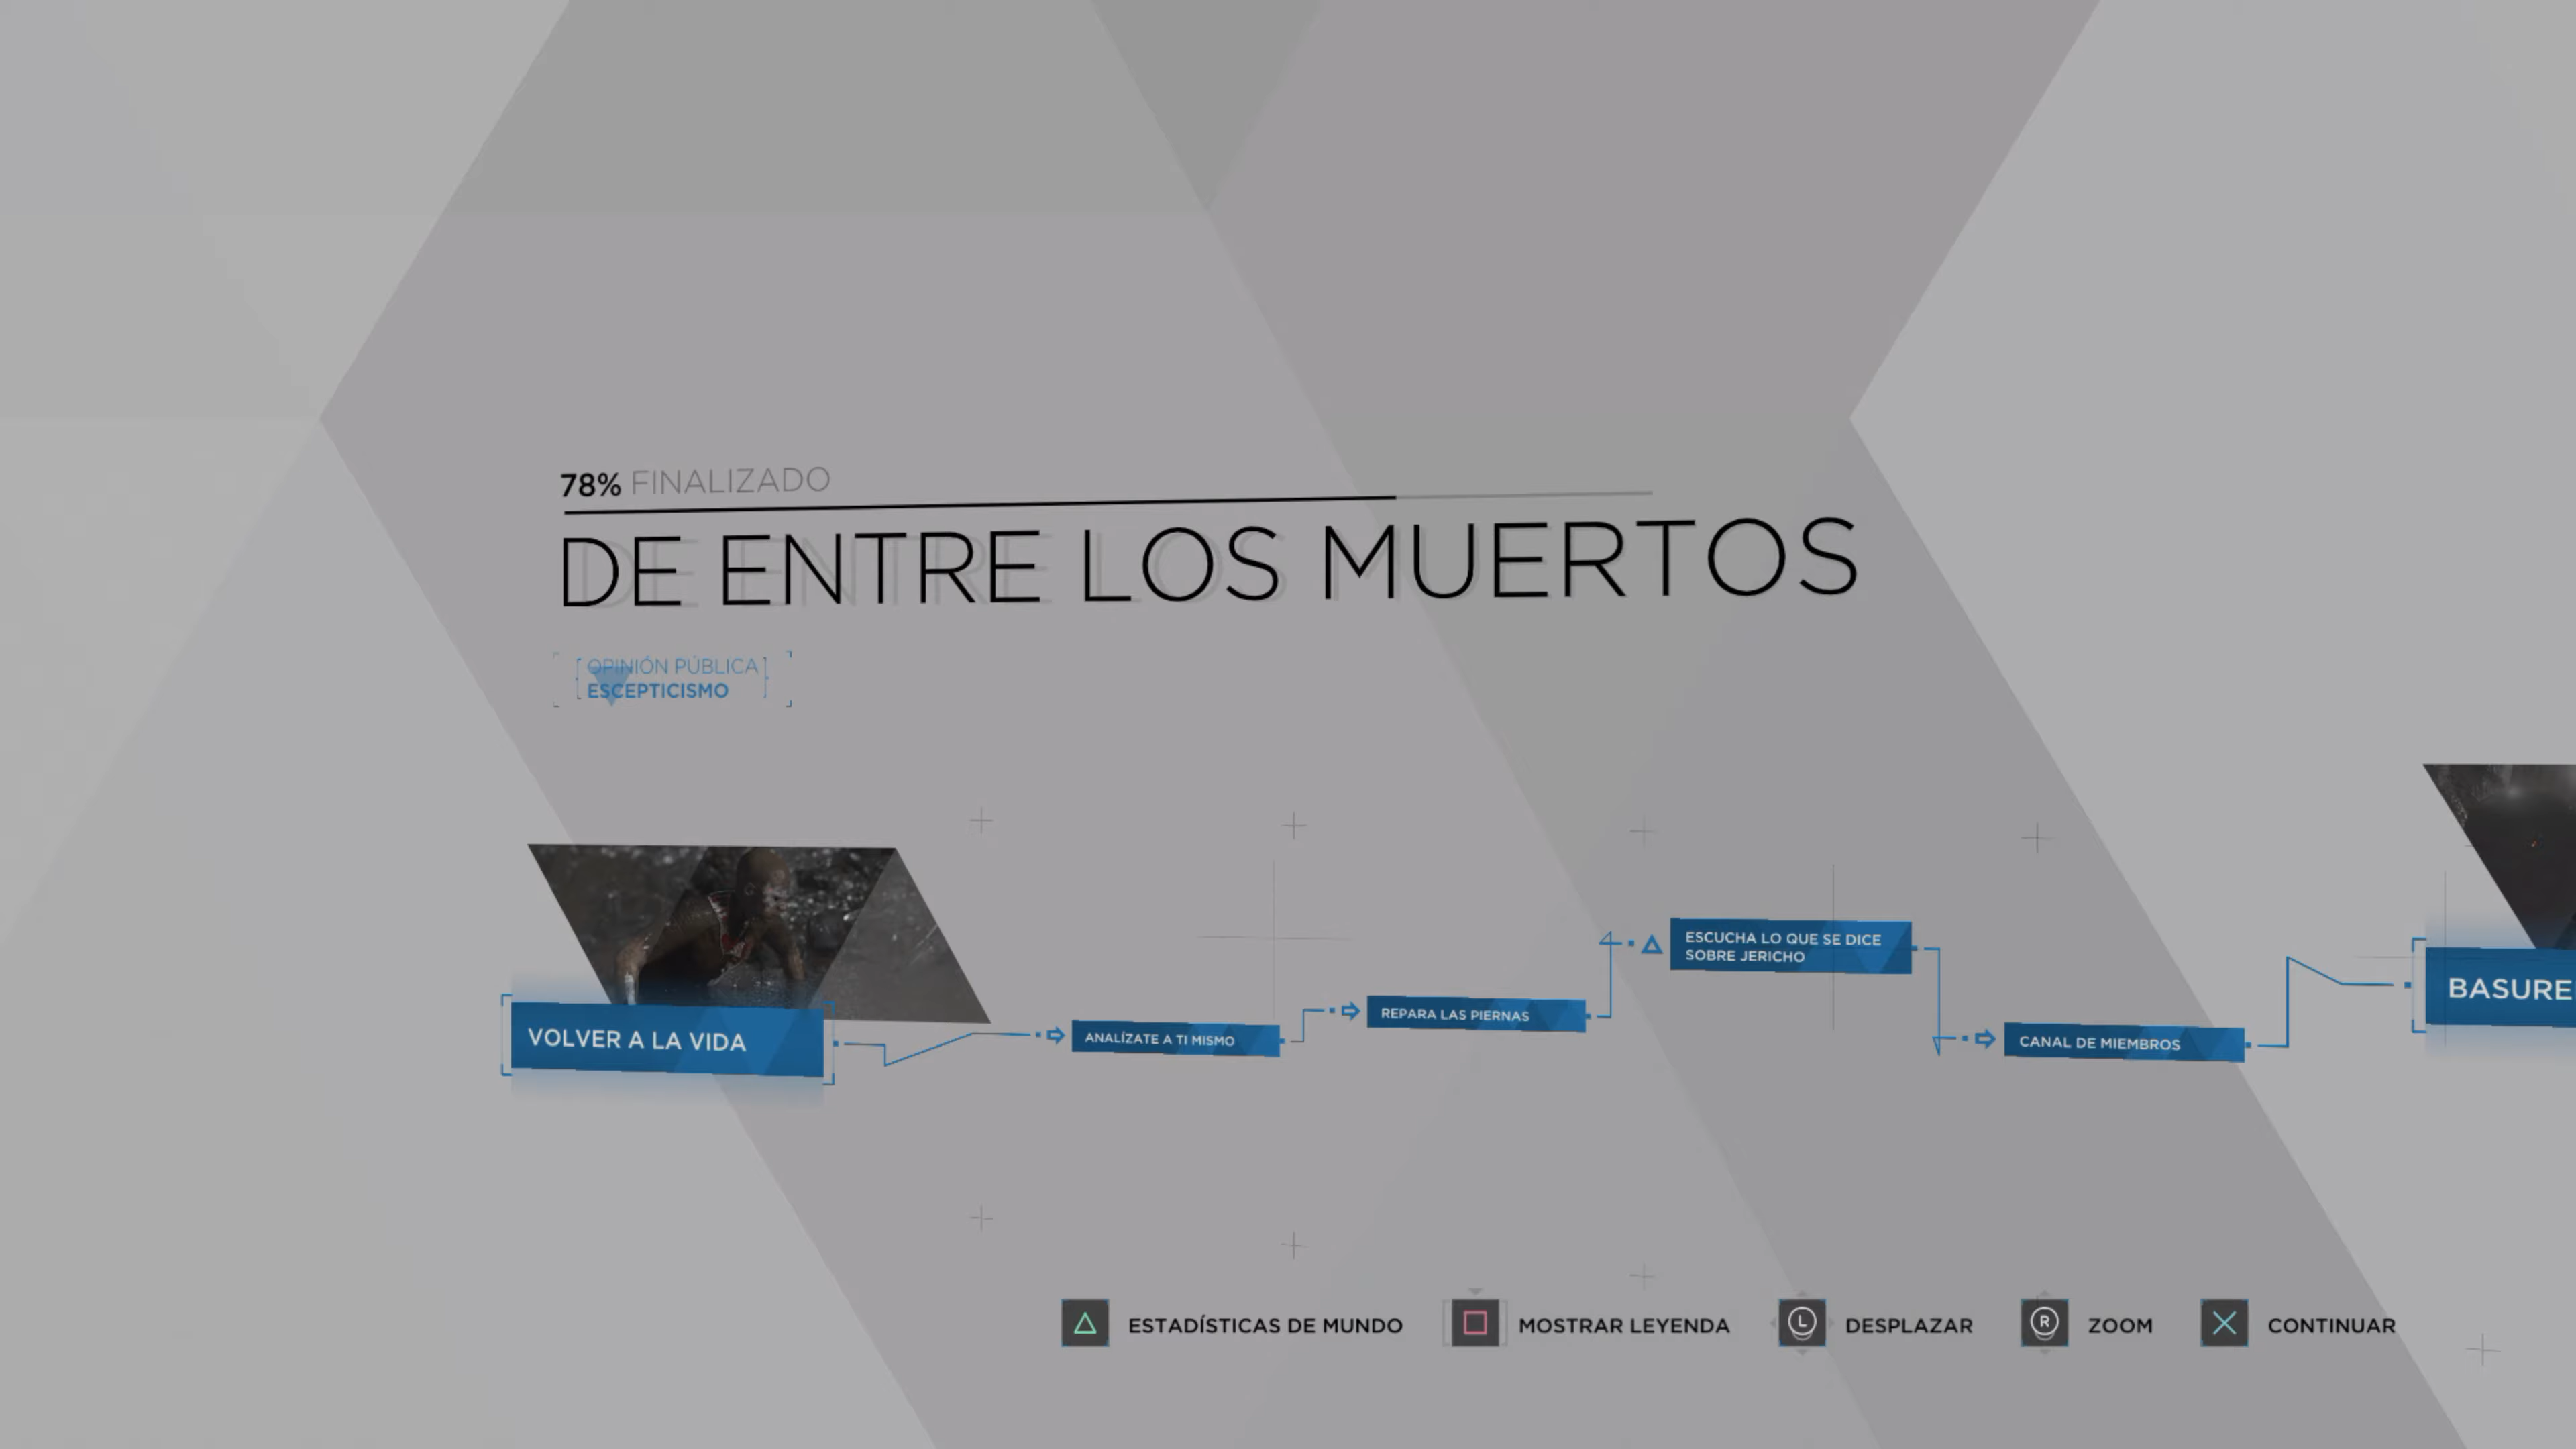 78% FINALIZADO
DE ENTRE LOS MUERTOS
OPINIÓN PÚBLICA
ESCEPTICISMO
VOLVER A LA VIDA
ANALÍZATE A TI MISMO
REPARA LAS PIERNAS
ESCUCHA LO QUE SE DICE
SOBRE JERICHO
CANAL DE MIEMBROS
BASURE
ESTADÍSTICAS DE MUNDO
MOSTRAR LEYENDA
L DESPLAZAR
R ZOOM
CONTINUAR